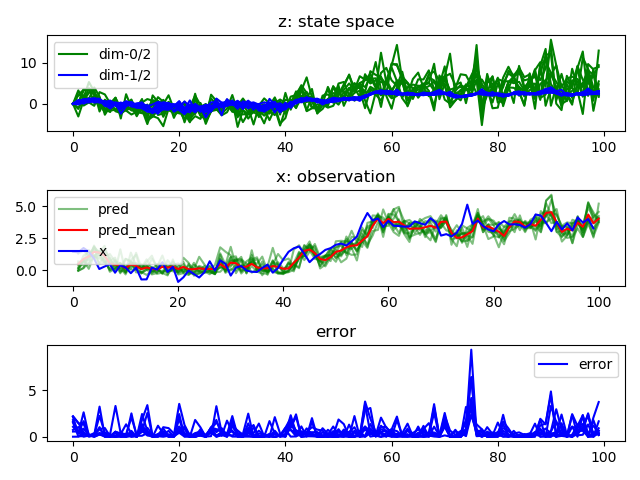 z: state space
10
0
dim-0/2
dim-1/2
0 20 40 60 80 100
x: observation
5.0
2.5
0.0
pred
pred_mean
x
0 20 40 60 80 100
error
5
0
error
0 20 40 60 80 100